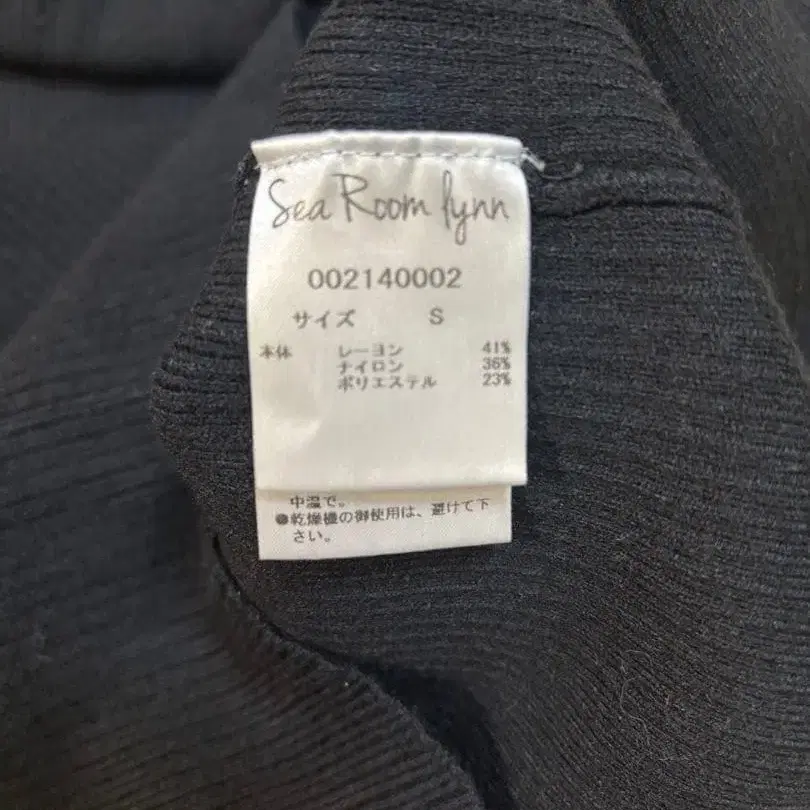 Sea Room lynn
002140002
サイズ S
本体 レーヨン 41%
ナイロン 36%
ポリエステル 23%
中温で。
●乾燥機の御使用は、避けて下
さい。